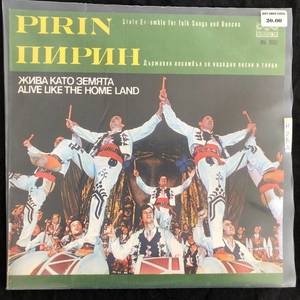 PIRIN
State Ensemble for Folk Songs and Dances
20.00
ПИРИН
Държавен ансамбъл за народни песни и танци
ЖИВА КАТО ЗЕМЯТА
ALIVE LIKE THE HOME LAND